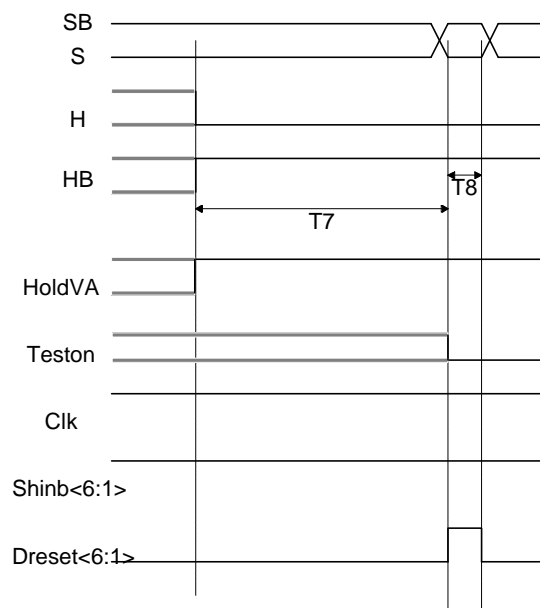 SB
S
H
HB
T8
T7
HoldVA
Teston
Clk
Shinb<6:1>
Dreset<6:1>